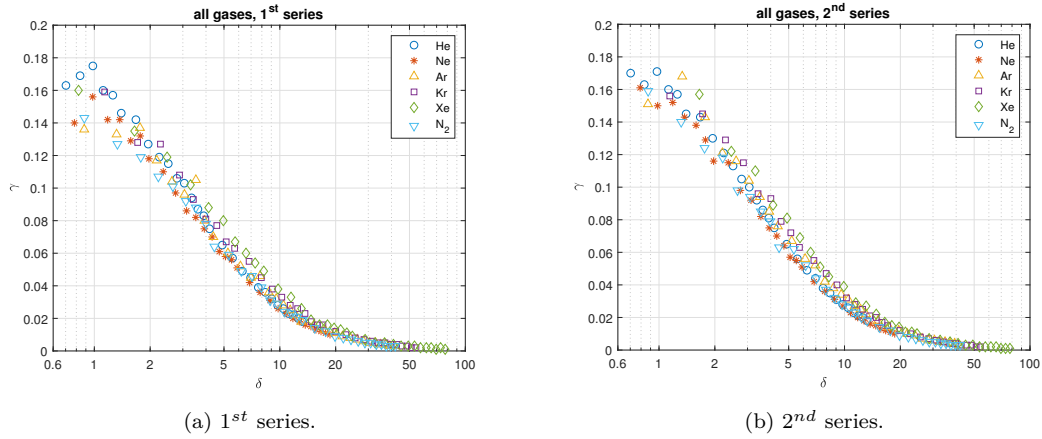 all gases, 1st series
0.2
0.18
0.16
0.14
0.12
0.1
0.08
0.06
0.04
0.02
0
γ
0.6 1 2 5 10 20 50 100
δ
He
Ne
Ar
Kr
Xe
N2
(a) 1st series.
all gases, 2nd series
0.2
0.18
0.16
0.14
0.12
0.1
0.08
0.06
0.04
0.02
0
γ
0.6 1 2 5 10 20 50 100
δ
He
Ne
Ar
Kr
Xe
N2
(b) 2nd series.